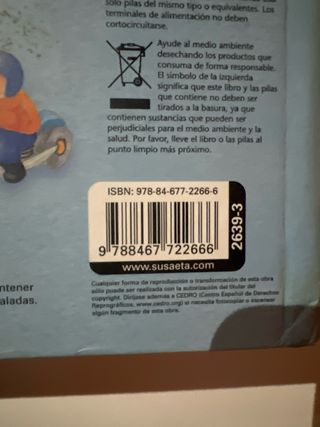 sólo pilas del mismo tipo o equivalentes. Los
terminales de alimentación no deben
cortocircuitarse.
Ayude al medio ambiente
desechando los productos que
consuma de forma responsable.
El símbolo de la izquierda
significa que este libro y las pilas
que contiene no deben ser
tirados a la basura, ya que
contienen sustancias que pueden ser
perjudiciales para el medio ambiente y la
salud. Por favor, lleve el libro o las pilas al
punto limpio más próximo.
ISBN: 978-84-677-2266-6
9 788467 722666
2639-3
www.susaeta.com
ntener
aladas.
Cualquier forma de reproducción o transformación de esta obra
sólo puede ser realizada con la autorización del titular del
copyright. Diríjase además a CEDRO (Centro Español de Derechos
Reprográficos, www.cedro.org) si necesita fotocopiar o escanear
algún fragmento de esta obra.